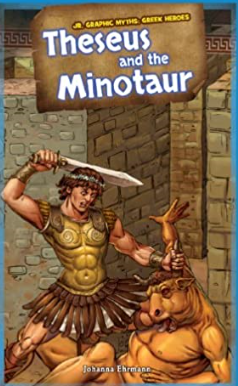 JR. GRAPHIC MYTHS: GREEK HEROES
Theseus
and the
Minotaur
Johanna Ehrmann